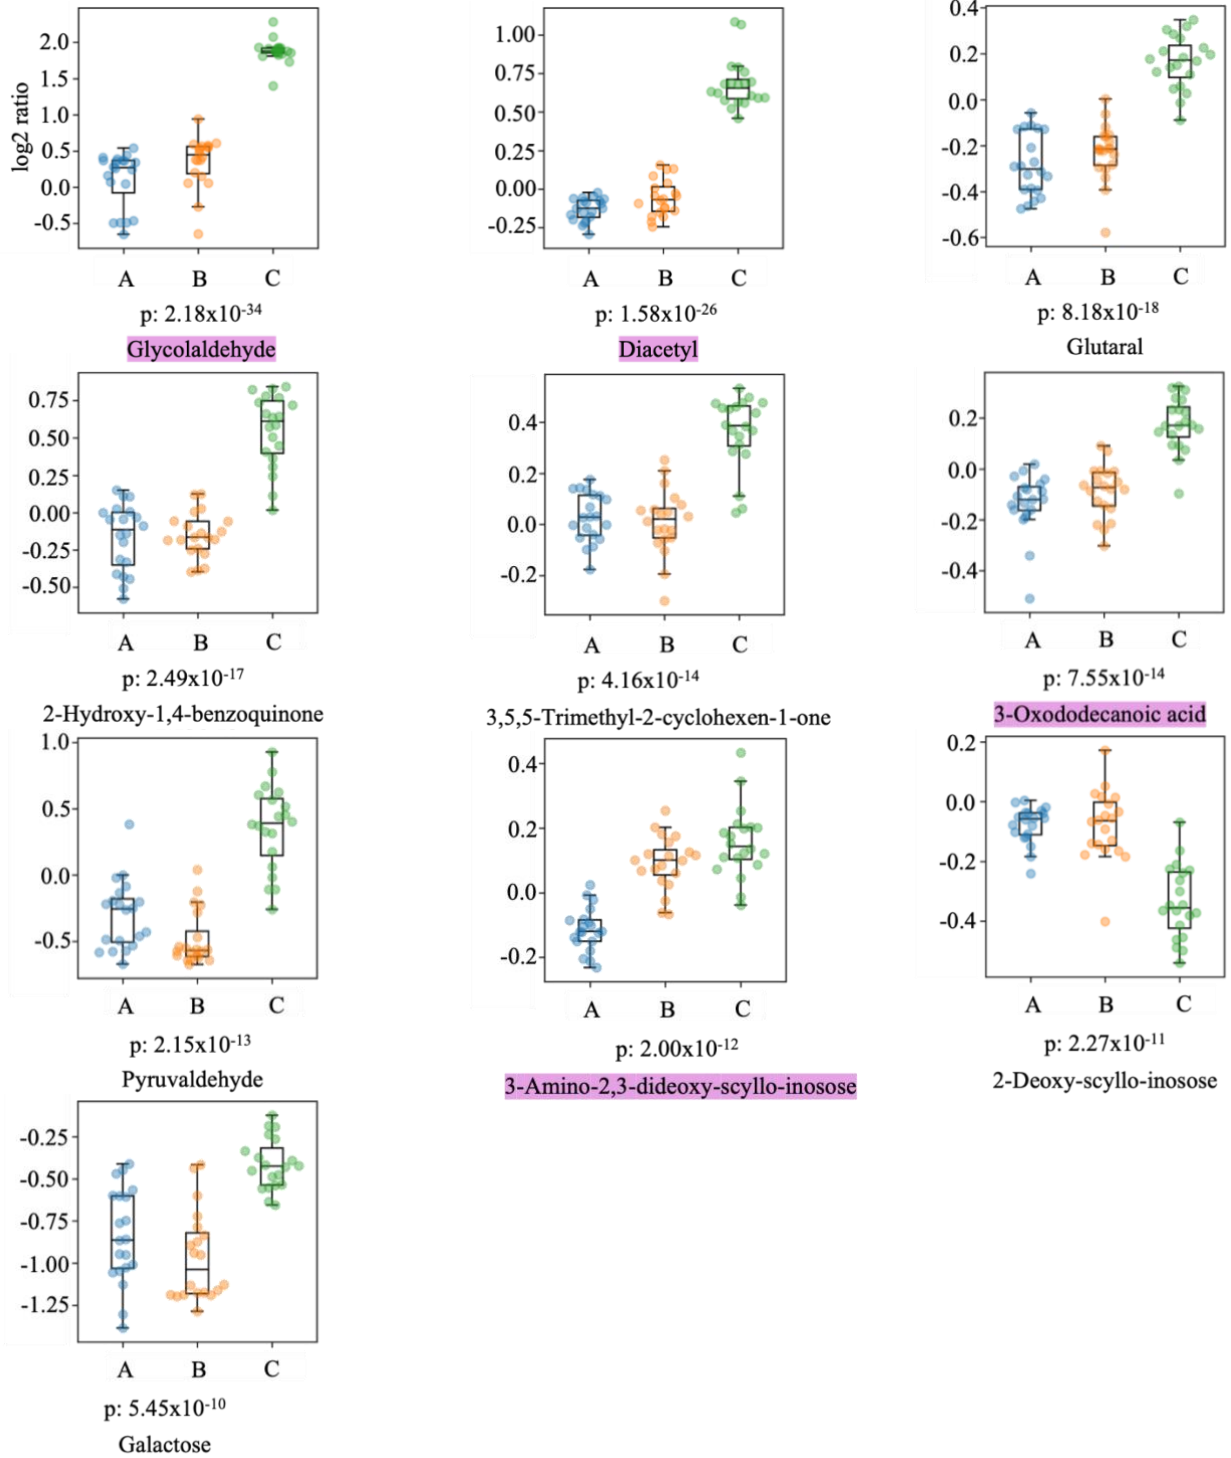 log2 ratio
2.0
1.5
1.0
0.5
0.0
-0.5
A B C
p: 2.18x10-34
Glycolaldehyde
1.00
0.75
0.50
0.25
0.00
-0.25
A B C
p: 1.58x10-26
Diacetyl
0.4
0.2
0.0
-0.2
-0.4
-0.6
A B C
p: 8.18x10-18
Glutaral
0.75
0.50
0.25
0.00
-0.25
-0.50
A B C
p: 2.49x10-17
2-Hydroxy-1,4-benzoquinone
0.4
0.2
0.0
-0.2
A B C
p: 4.16x10-14
3,5,5-Trimethyl-2-cyclohexen-1-one
0.2
0.0
-0.2
-0.4
A B C
p: 7.55x10-14
3-Oxododecanoic acid
1.0
0.5
0.0
-0.5
A B C
p: 2.15x10-13
Pyruvaldehyde
0.4
0.2
0.0
-0.2
A B C
p: 2.00x10-12
3-Amino-2,3-dideoxy-scyllo-inosose
0.2
0.0
-0.2
-0.4
A B C
p: 2.27x10-11
2-Deoxy-scyllo-inosose
-0.25
-0.50
-0.75
-1.00
-1.25
A B C
p: 5.45x10-10
Galactose